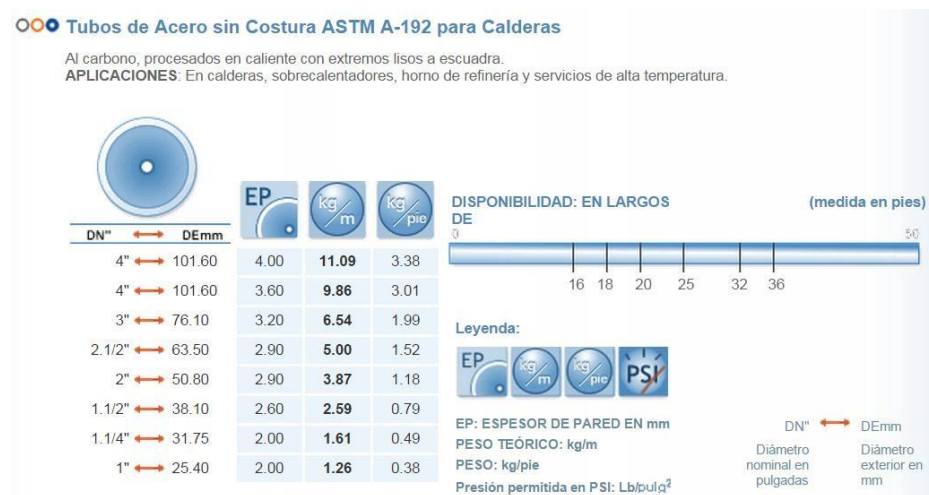 Tubos de Acero sin Costura ASTM A-192 para Calderas
Al carbono, procesados en caliente con extremos lisos a escuadra.
APLICACIONES: En calderas, sobrecalentadores, horno de refinería y servicios de alta temperatura.
EP kg/m kg/pie
DN'" DEmm
4" 101.60 4.00 11.09 3.38
4" 101.60 3.60 9.86 3.01
3" 76.10 3.20 6.54 1.99
2.1/2" 63.50 2.90 5.00 1.52
2" 50.80 2.90 3.87 1.18
1.1/2" 38.10 2.60 2.59 0.79
1.1/4" 31.75 2.00 1.61 0.49
1" 25.40 2.00 1.26 0.38
DISPONIBILIDAD: EN LARGOS (medida en pies)
DE
0 50
16 18 20 25 32 36
Leyenda:
EP kg/m kg/pie PSI
EP: ESPESOR DE PARED EN mm
PESO TEÓRICO: kg/m
PESO: kg/pie
Presión permitida en PSI: Lb/pulg²
DN" DEmm
Diámetro nominal en pulgadas
Diámetro exterior en mm